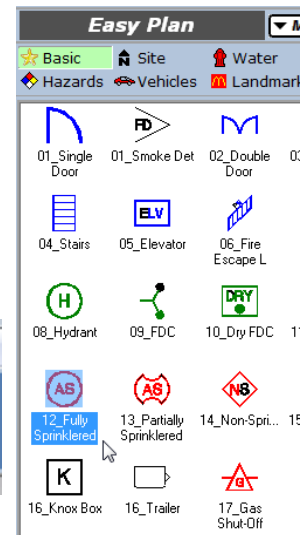 Easy Plan
Basic Site Water
Hazards Vehicles Landmark
FD
01_Single Door 01_Smoke Det 02_Double Door
ELV
04_Stairs 05_Elevator 06_Fire Escape L
H DRY
08_Hydrant 09_FDC 10_Dry FDC
AS AS NS
12_Fully Sprinklered 13_Partially Sprinklered 14_Non-Spri...
K G
16_Knox Box 16_Trailer 17_Gas Shut-Off